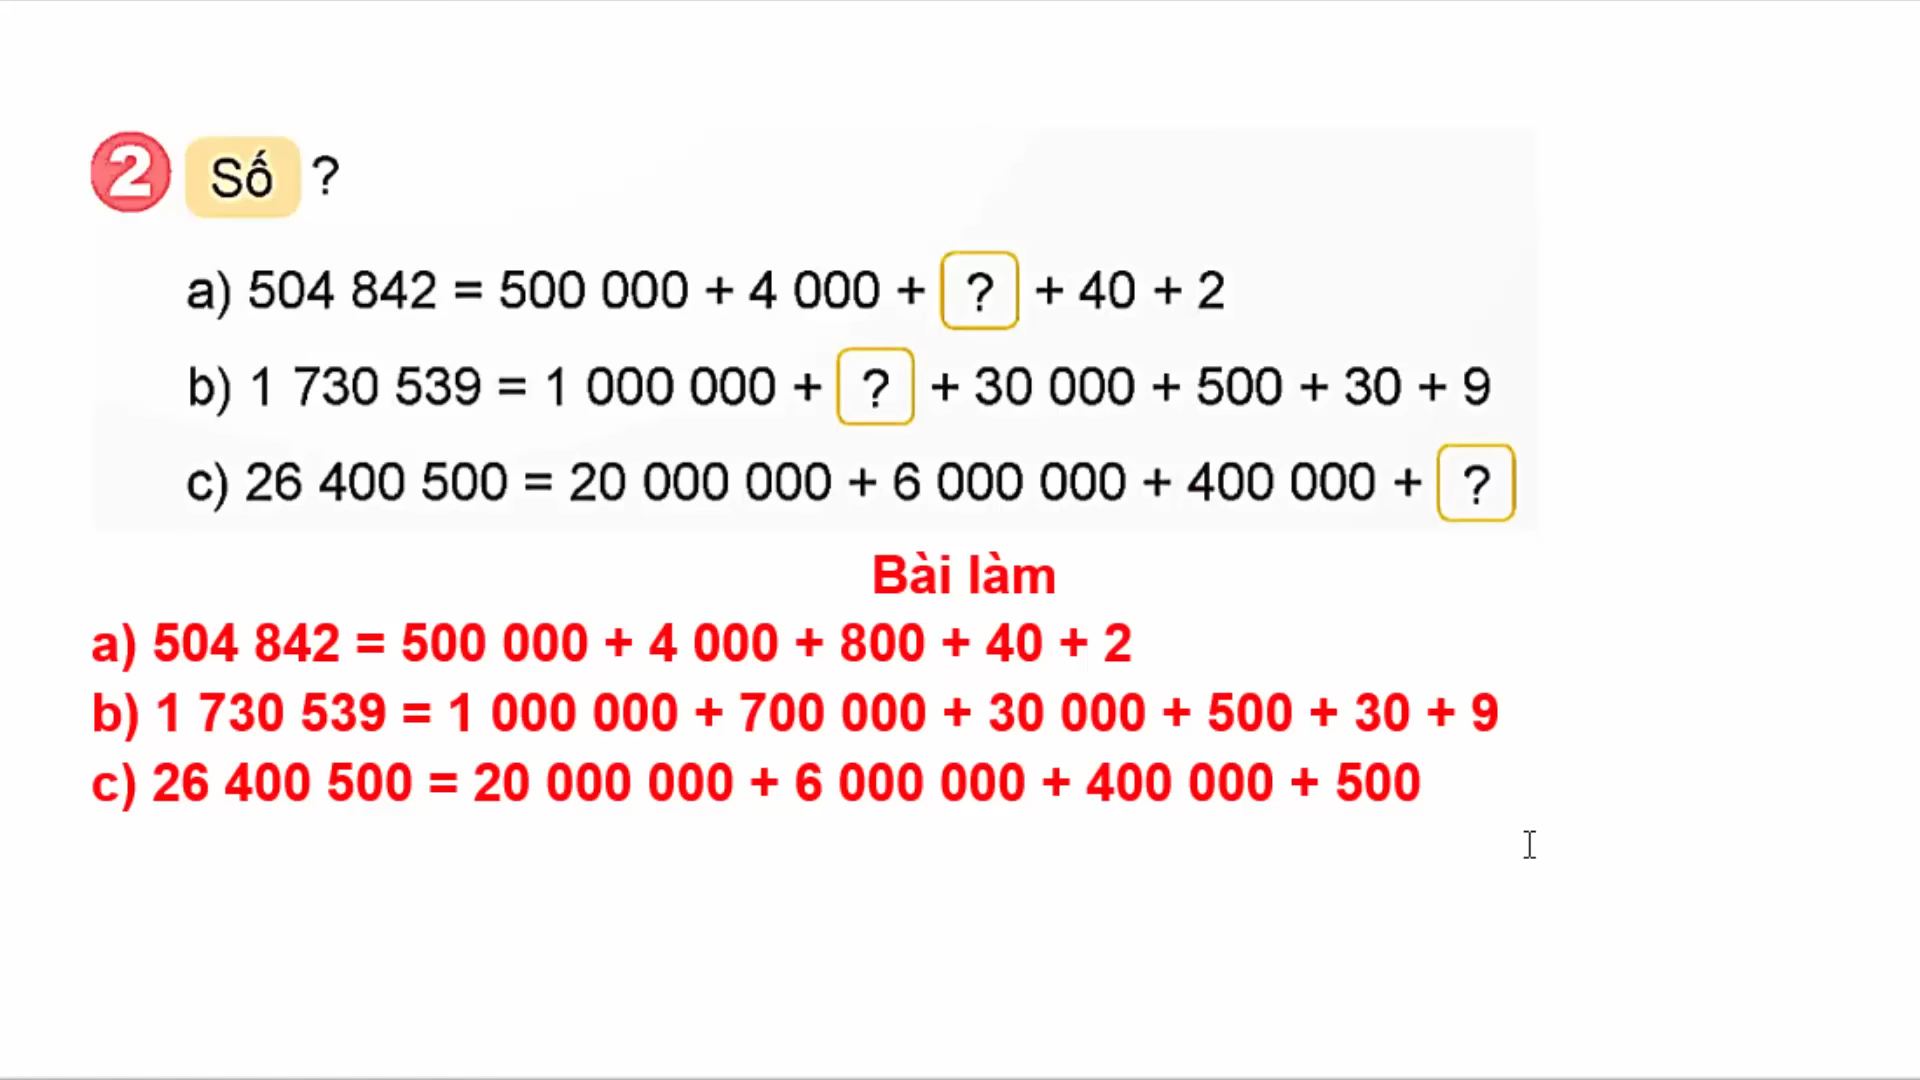 2 Số ?
a) 504 842 = 500 000 + 4 000 + ? + 40 + 2
b) 1 730 539 = 1 000 000 + ? + 30 000 + 500 + 30 + 9
c) 26 400 500 = 20 000 000 + 6 000 000 + 400 000 + ?
Bài làm
a) 504 842 = 500 000 + 4 000 + 800 + 40 + 2
b) 1 730 539 = 1 000 000 + 700 000 + 30 000 + 500 + 30 + 9
c) 26 400 500 = 20 000 000 + 6 000 000 + 400 000 + 500